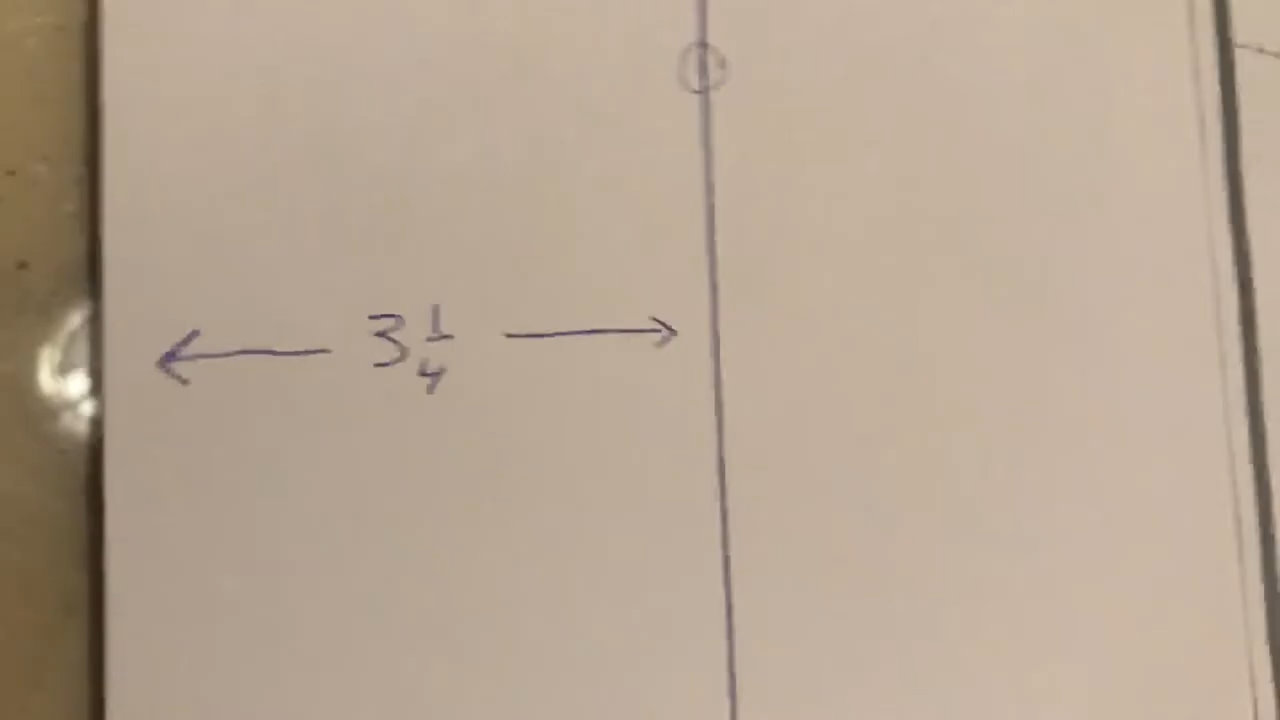 ← 3 1/4 →